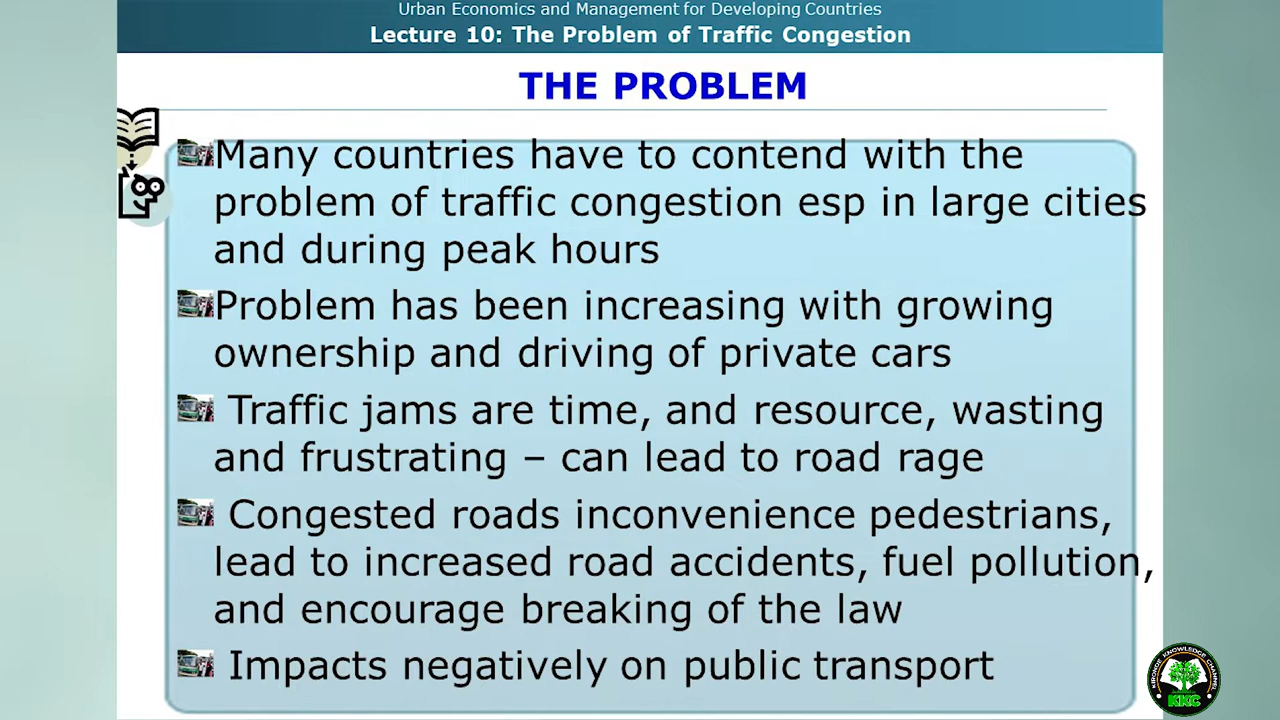 Urban Economics and Management for Developing Countries
Lecture 10: The Problem of Traffic Congestion
THE PROBLEM
Many countries have to contend with the
problem of traffic congestion esp in large cities
and during peak hours
Problem has been increasing with growing
ownership and driving of private cars
Traffic jams are time, and resource, wasting
and frustrating – can lead to road rage
Congested roads inconvenience pedestrians,
lead to increased road accidents, fuel pollution,
and encourage breaking of the law
Impacts negatively on public transport
KIRONDE KNOWLEDGE CHANNEL
KKC